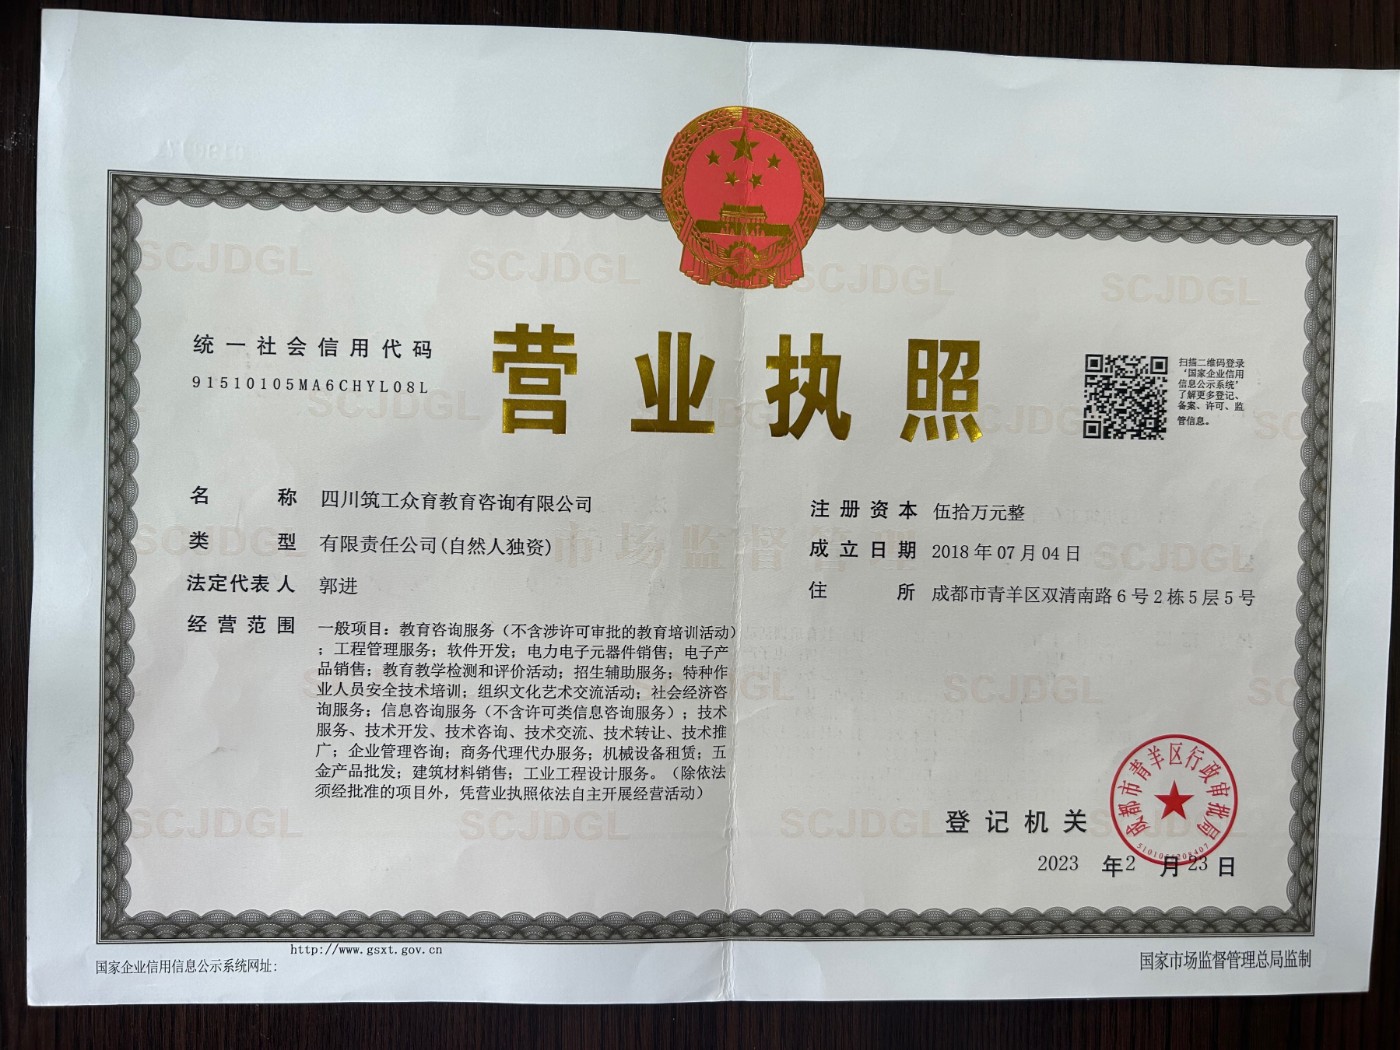 营业执照
统一社会信用代码
91510105MA6CHYL08L
扫描二维码登录
‘国家企业信用
信息公示系统’
了解更多登记、
备案、许可、监
管信息。
名称 四川筑工众育教育咨询有限公司
类型 有限责任公司(自然人独资)
法定代表人 郭进
经营范围 一般项目：教育咨询服务（不含涉许可审批的教育培训活动）
；工程管理服务；软件开发；电力电子元器件销售；电子产
品销售；教育教学检测和评价活动；招生辅助服务；特种作
业人员安全技术培训；组织文化艺术交流活动；社会经济咨
询服务；信息咨询服务（不含许可类信息咨询服务）；技术
服务、技术开发、技术咨询、技术交流、技术转让、技术推
广；企业管理咨询；商务代理代办服务；机械设备租赁；五
金产品批发；建筑材料销售；工业工程设计服务。（除依法
须经批准的项目外，凭营业执照依法自主开展经营活动）
注册资本 伍拾万元整
成立日期 2018年07月04日
住所 成都市青羊区双清南路6号2栋5层5号
登记机关
成都市青羊区行政审批局
2023 年2 月23日
http://www.gsxt.gov.cn
国家企业信用信息公示系统网址:
国家市场监督管理总局监制
SCJDGL
市场监督管理